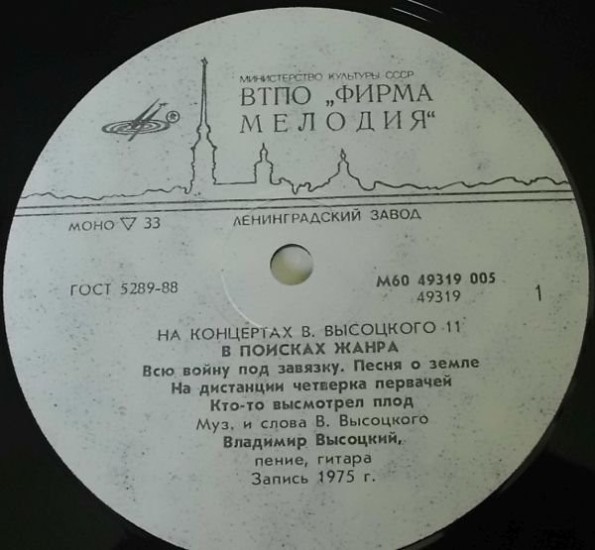 МИНИСТЕРСТВО КУЛЬТУРЫ СССР
ВТПО „ФИРМА
МЕЛОДИЯ“
®
МОНО ▽ 33
ЛЕНИНГРАДСКИЙ ЗАВОД
ГОСТ 5289-88
М60 49319 005
49319
1
НА КОНЦЕРТАХ В. ВЫСОЦКОГО 11
В ПОИСКАХ ЖАНРА
Всю войну под завязку. Песня о земле
На дистанции четверка первачей
Кто-то высмотрел плод
Муз. и слова В. Высоцкого
Владимир Высоцкий,
пение, гитара
Запись 1975 г.